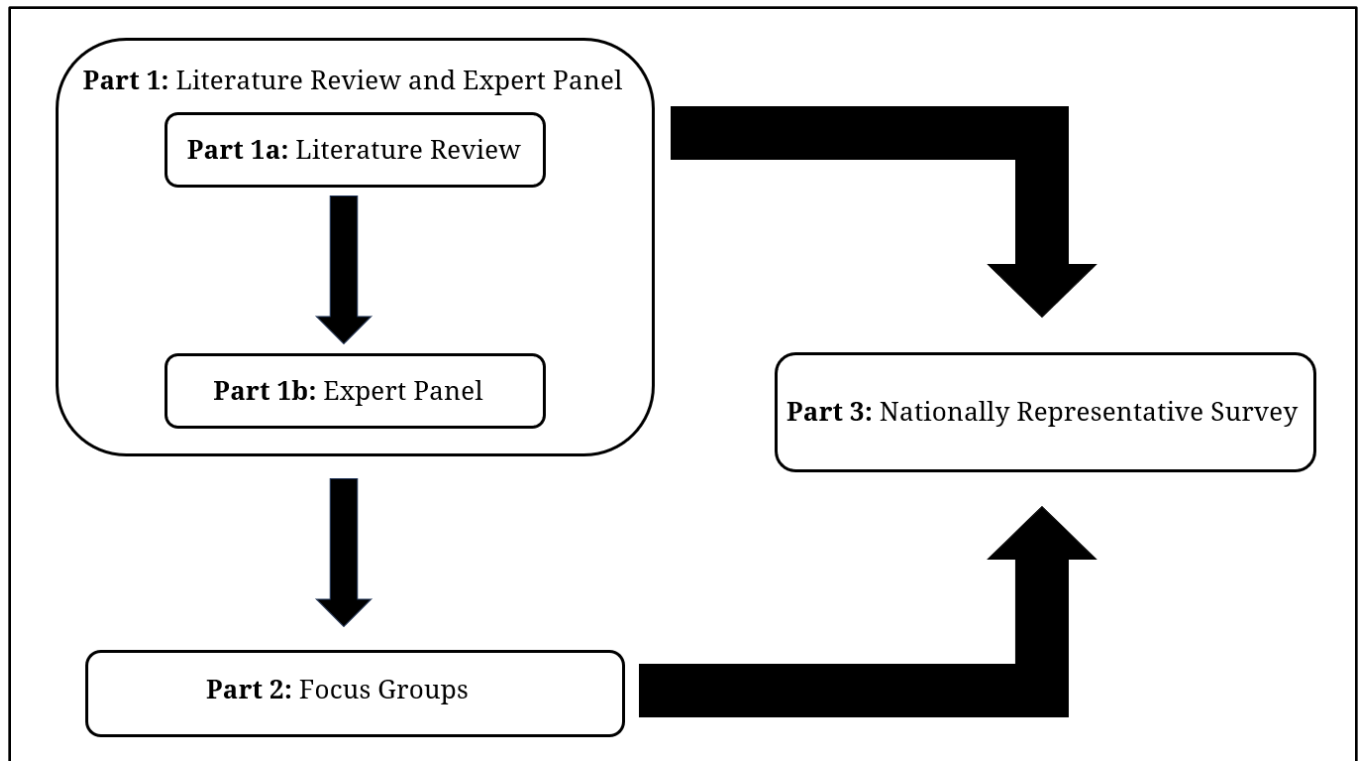 Part 1: Literature Review and Expert Panel
Part 1a: Literature Review
Part 1b: Expert Panel
Part 3: Nationally Representative Survey
Part 2: Focus Groups